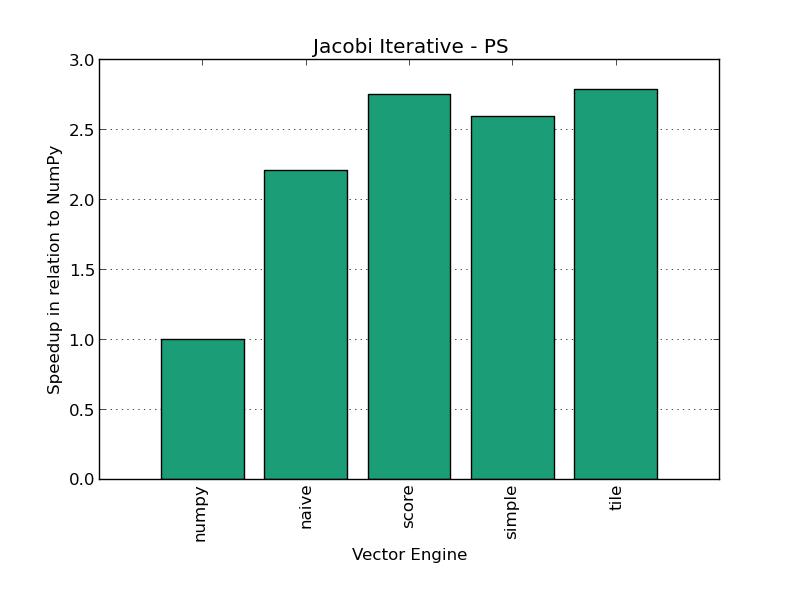 Jacobi Iterative - PS
3.0
2.5
2.0
1.5
1.0
0.5
0.0
Speedup in relation to NumPy
numpy
naive
score
simple
tile
Vector Engine